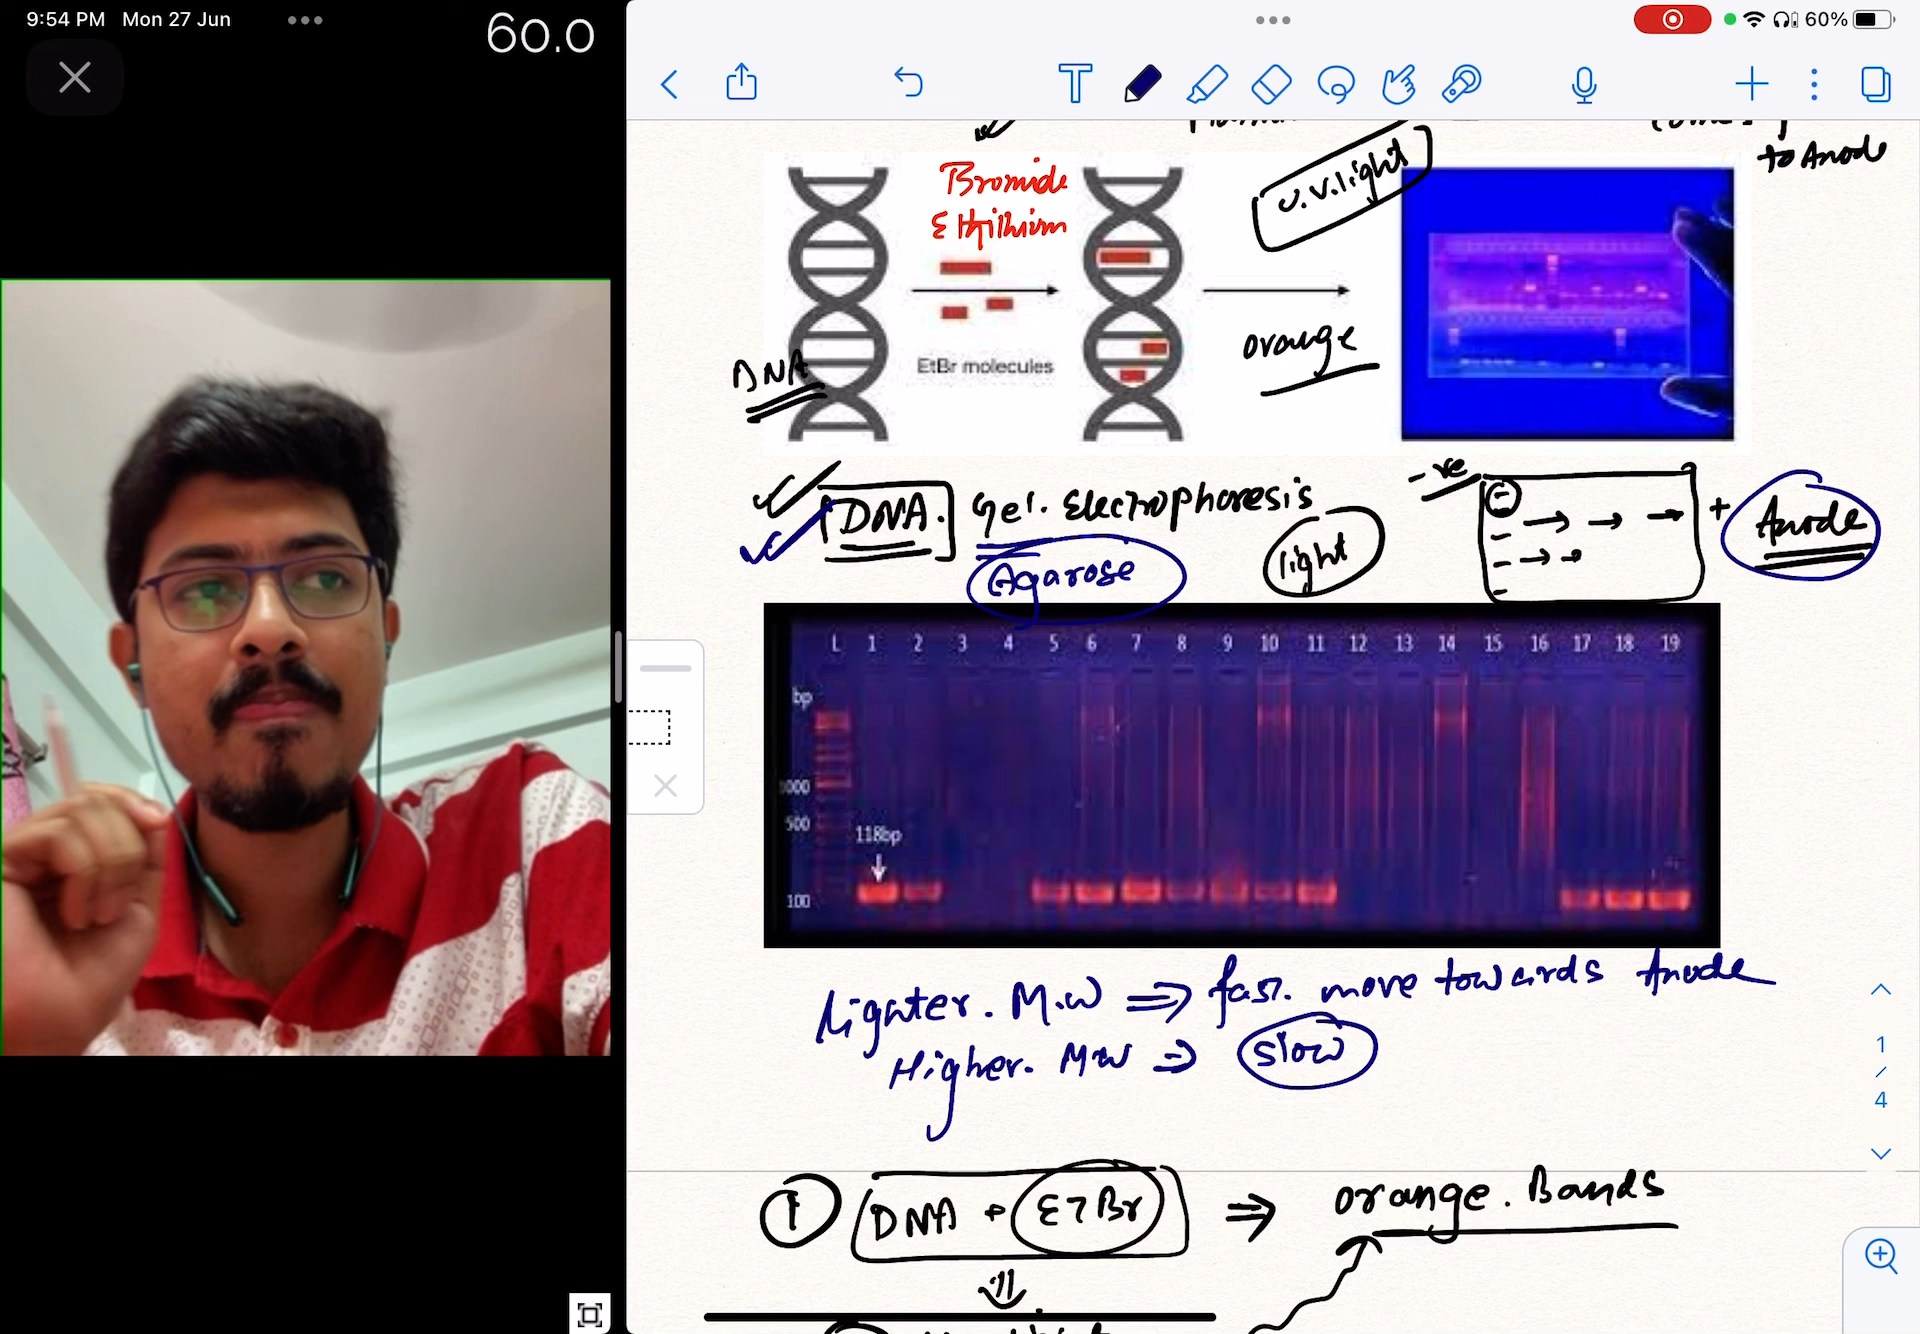 9:54 PM Mon 27 Jun
60.0
60%
to Anode
Bromide
U.V.light
EtBr molecules
orange
DNA
-ve
DNA. Gel. Electrophoresis
Agarose
light
+ Anode
L 1 2 3 4 5 6 7 8 9 10 11 12 13 14 15 16 17 18 19
bp
500
118bp
100
Lighter. M.W ⇒ fast. move towards Anode
Higher. MW ⇒ slow
1
/
4
1 DNA + ETBr ⇒ orange. Bands